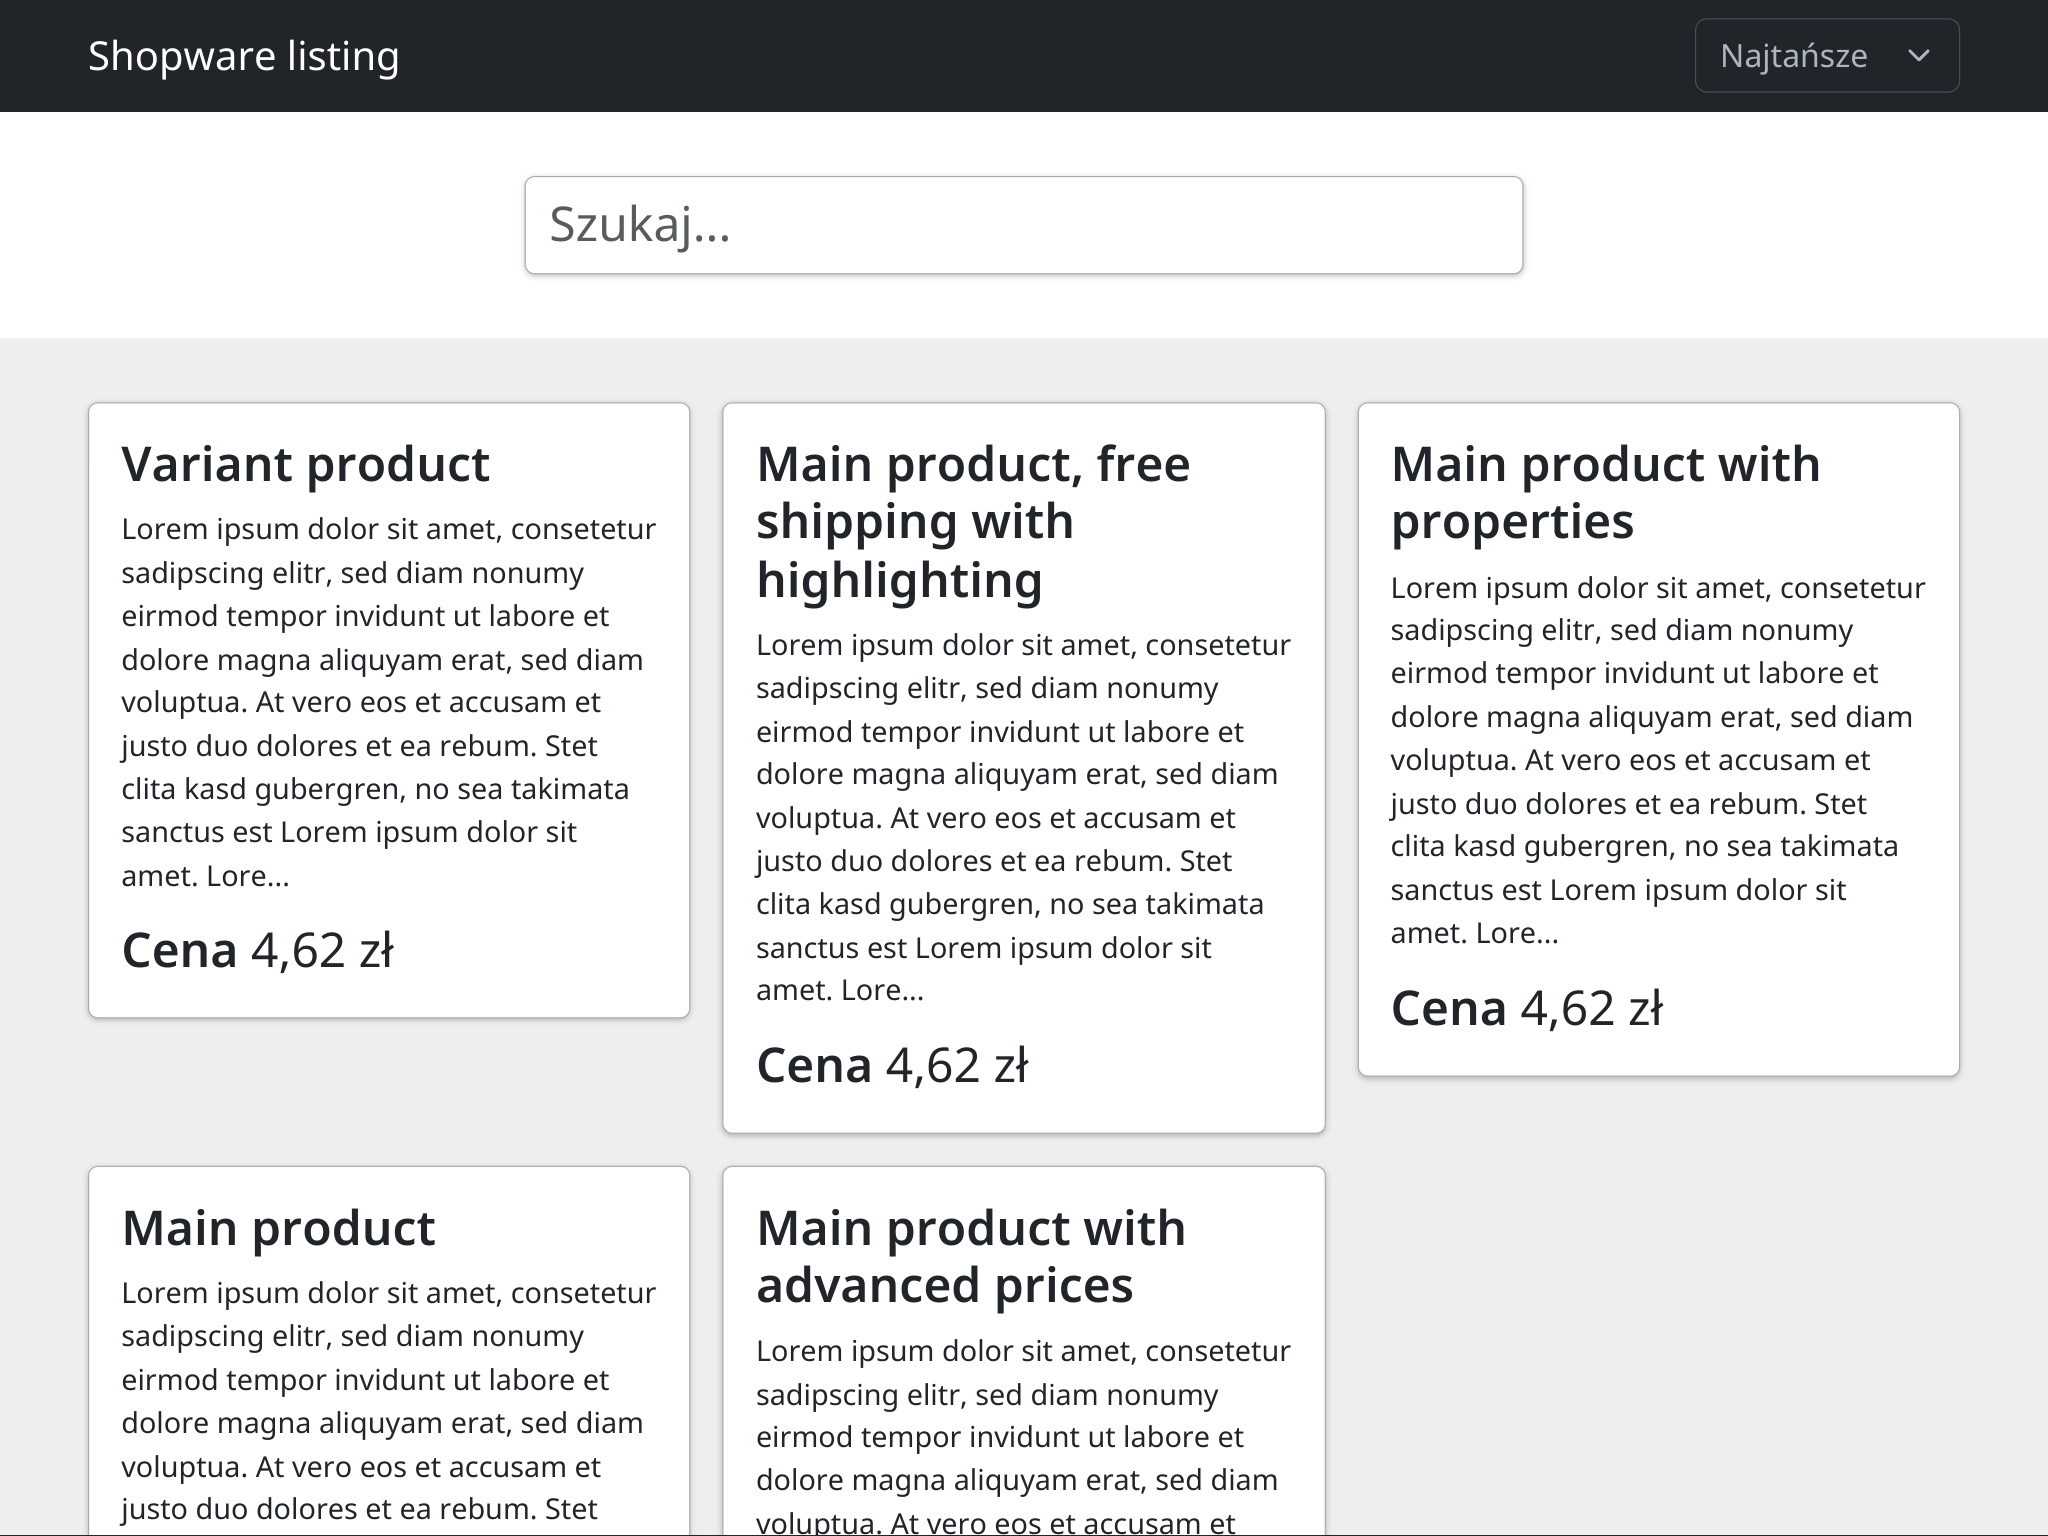 Shopware listing
Najtańsze
Szukaj...
Variant product
Lorem ipsum dolor sit amet, consetetur
sadipscing elitr, sed diam nonumy
eirmod tempor invidunt ut labore et
dolore magna aliquyam erat, sed diam
voluptua. At vero eos et accusam et
justo duo dolores et ea rebum. Stet
clita kasd gubergren, no sea takimata
sanctus est Lorem ipsum dolor sit
amet. Lore...
Cena 4,62 zł
Main product, free
shipping with
highlighting
Lorem ipsum dolor sit amet, consetetur
sadipscing elitr, sed diam nonumy
eirmod tempor invidunt ut labore et
dolore magna aliquyam erat, sed diam
voluptua. At vero eos et accusam et
justo duo dolores et ea rebum. Stet
clita kasd gubergren, no sea takimata
sanctus est Lorem ipsum dolor sit
amet. Lore...
Cena 4,62 zł
Main product with
properties
Lorem ipsum dolor sit amet, consetetur
sadipscing elitr, sed diam nonumy
eirmod tempor invidunt ut labore et
dolore magna aliquyam erat, sed diam
voluptua. At vero eos et accusam et
justo duo dolores et ea rebum. Stet
clita kasd gubergren, no sea takimata
sanctus est Lorem ipsum dolor sit
amet. Lore...
Cena 4,62 zł
Main product
Lorem ipsum dolor sit amet, consetetur
sadipscing elitr, sed diam nonumy
eirmod tempor invidunt ut labore et
dolore magna aliquyam erat, sed diam
voluptua. At vero eos et accusam et
justo duo dolores et ea rebum. Stet
Main product with
advanced prices
Lorem ipsum dolor sit amet, consetetur
sadipscing elitr, sed diam nonumy
eirmod tempor invidunt ut labore et
dolore magna aliquyam erat, sed diam
voluptua. At vero eos et accusam et